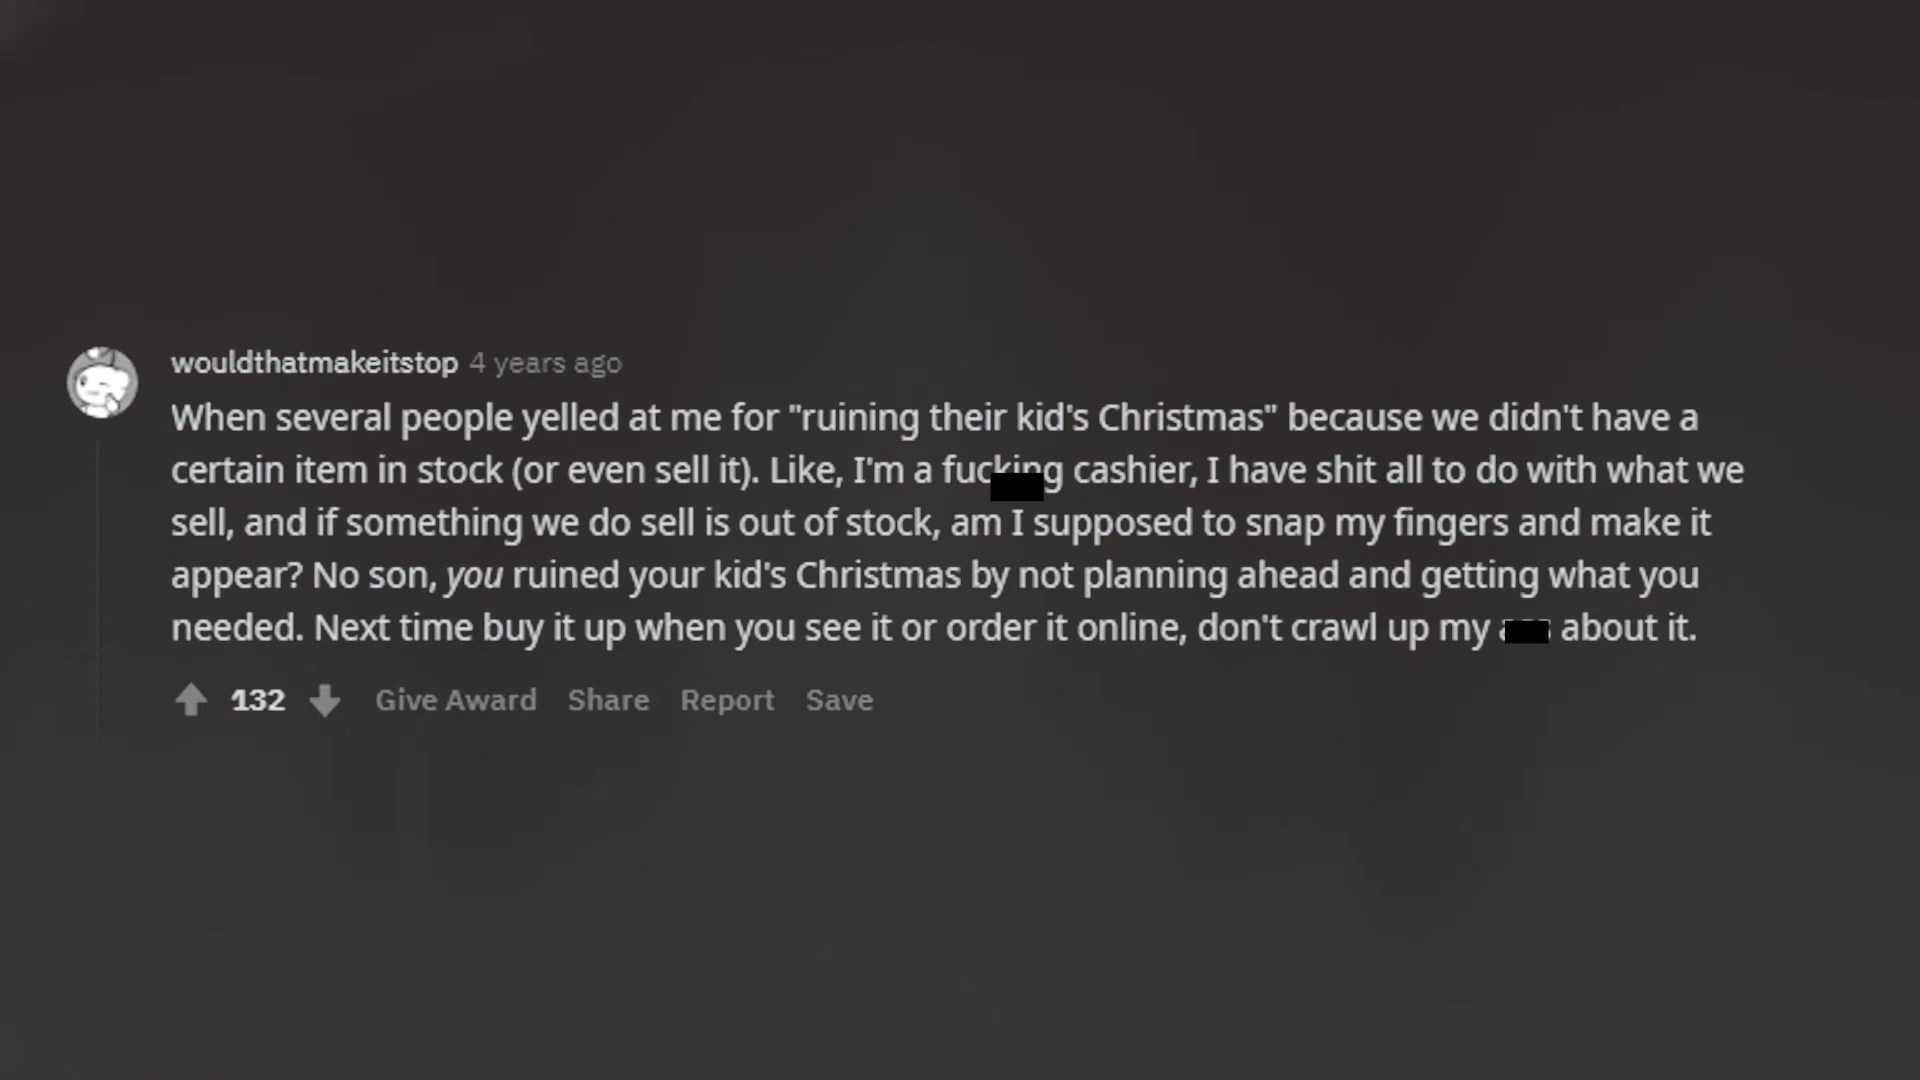 wouldthatmakeitstop 4 years ago
When several people yelled at me for "ruining their kid's Christmas" because we didn't have a
certain item in stock (or even sell it). Like, I'm a fucking cashier, I have shit all to do with what we
sell, and if something we do sell is out of stock, am I supposed to snap my fingers and make it
appear? No son, you ruined your kid's Christmas by not planning ahead and getting what you
needed. Next time buy it up when you see it or order it online, don't crawl up my about it.
132 Give Award Share Report Save